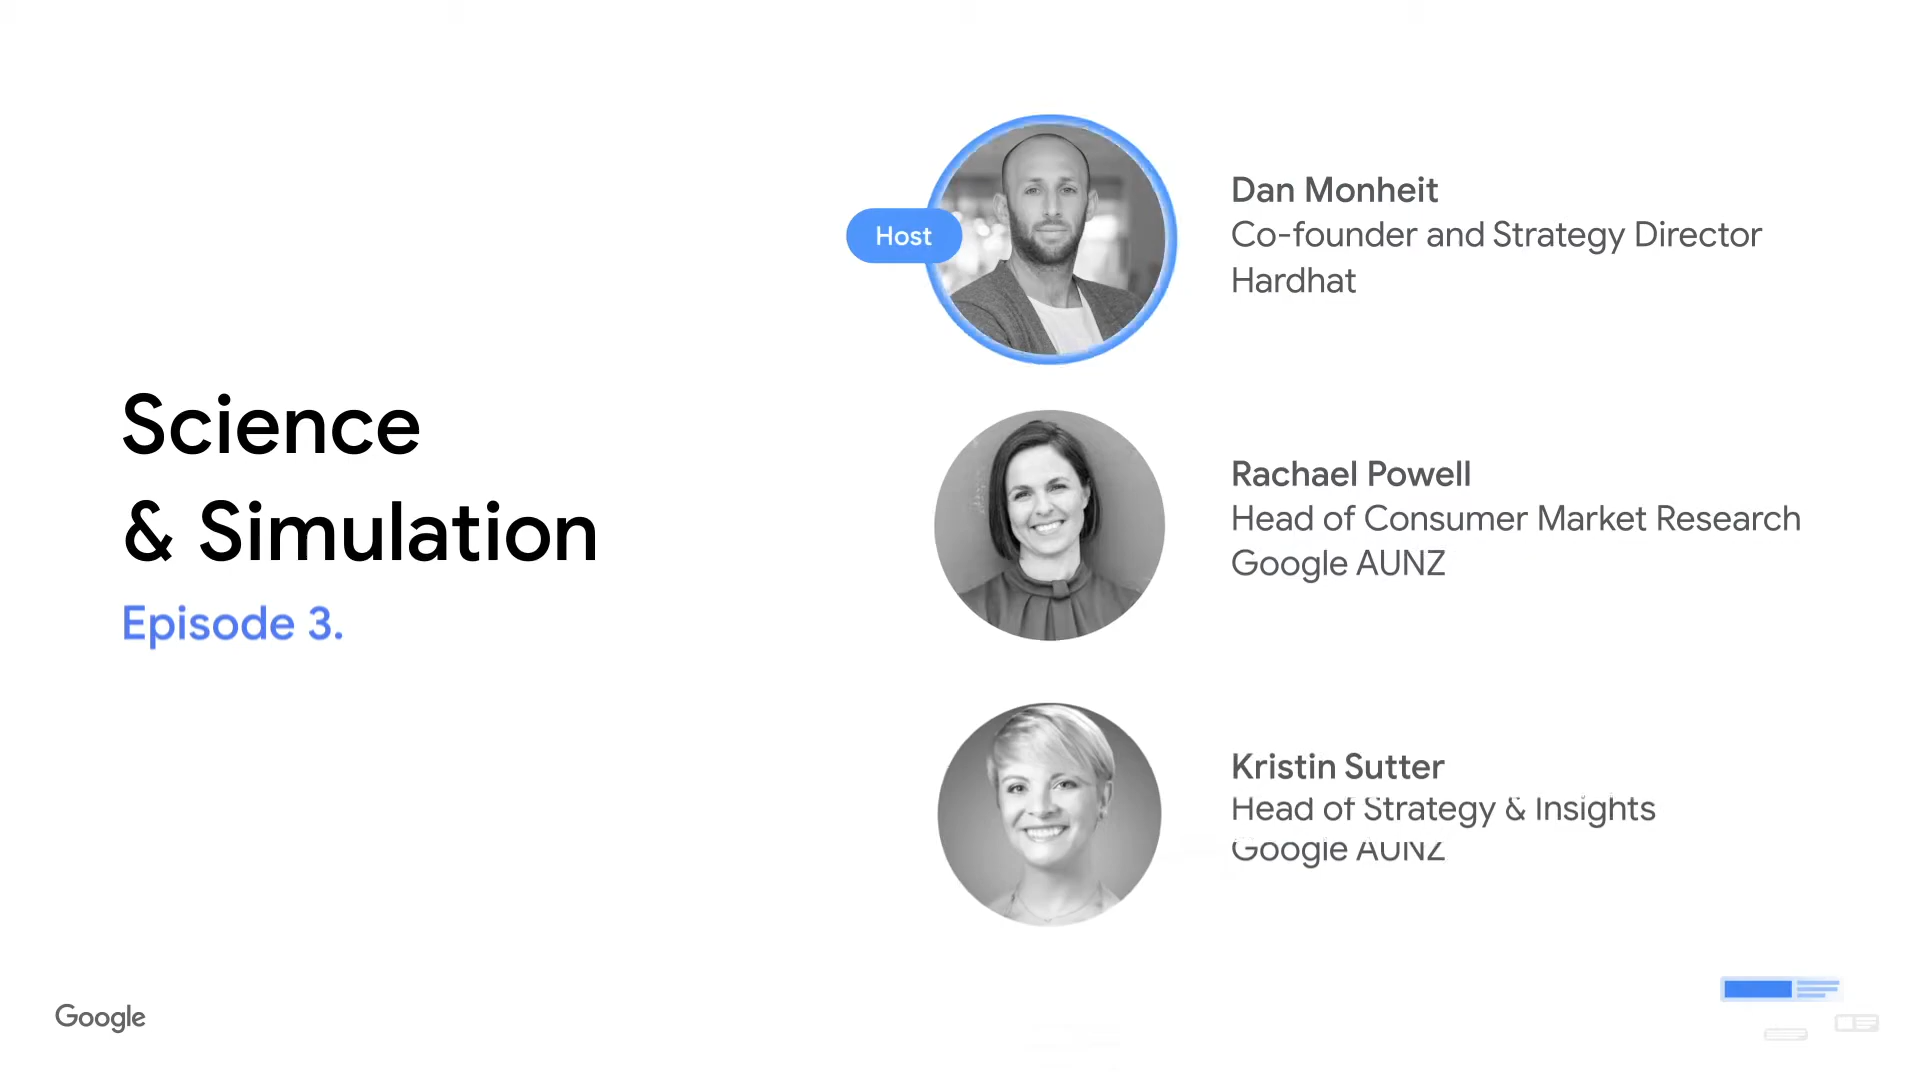 Science
& Simulation
Episode 3.
Host
Dan Monheit
Co-founder and Strategy Director
Hardhat
Rachael Powell
Head of Consumer Market Research
Google AUNZ
Kristin Sutter
Head of Strategy & Insights
Google AUNZ
Google